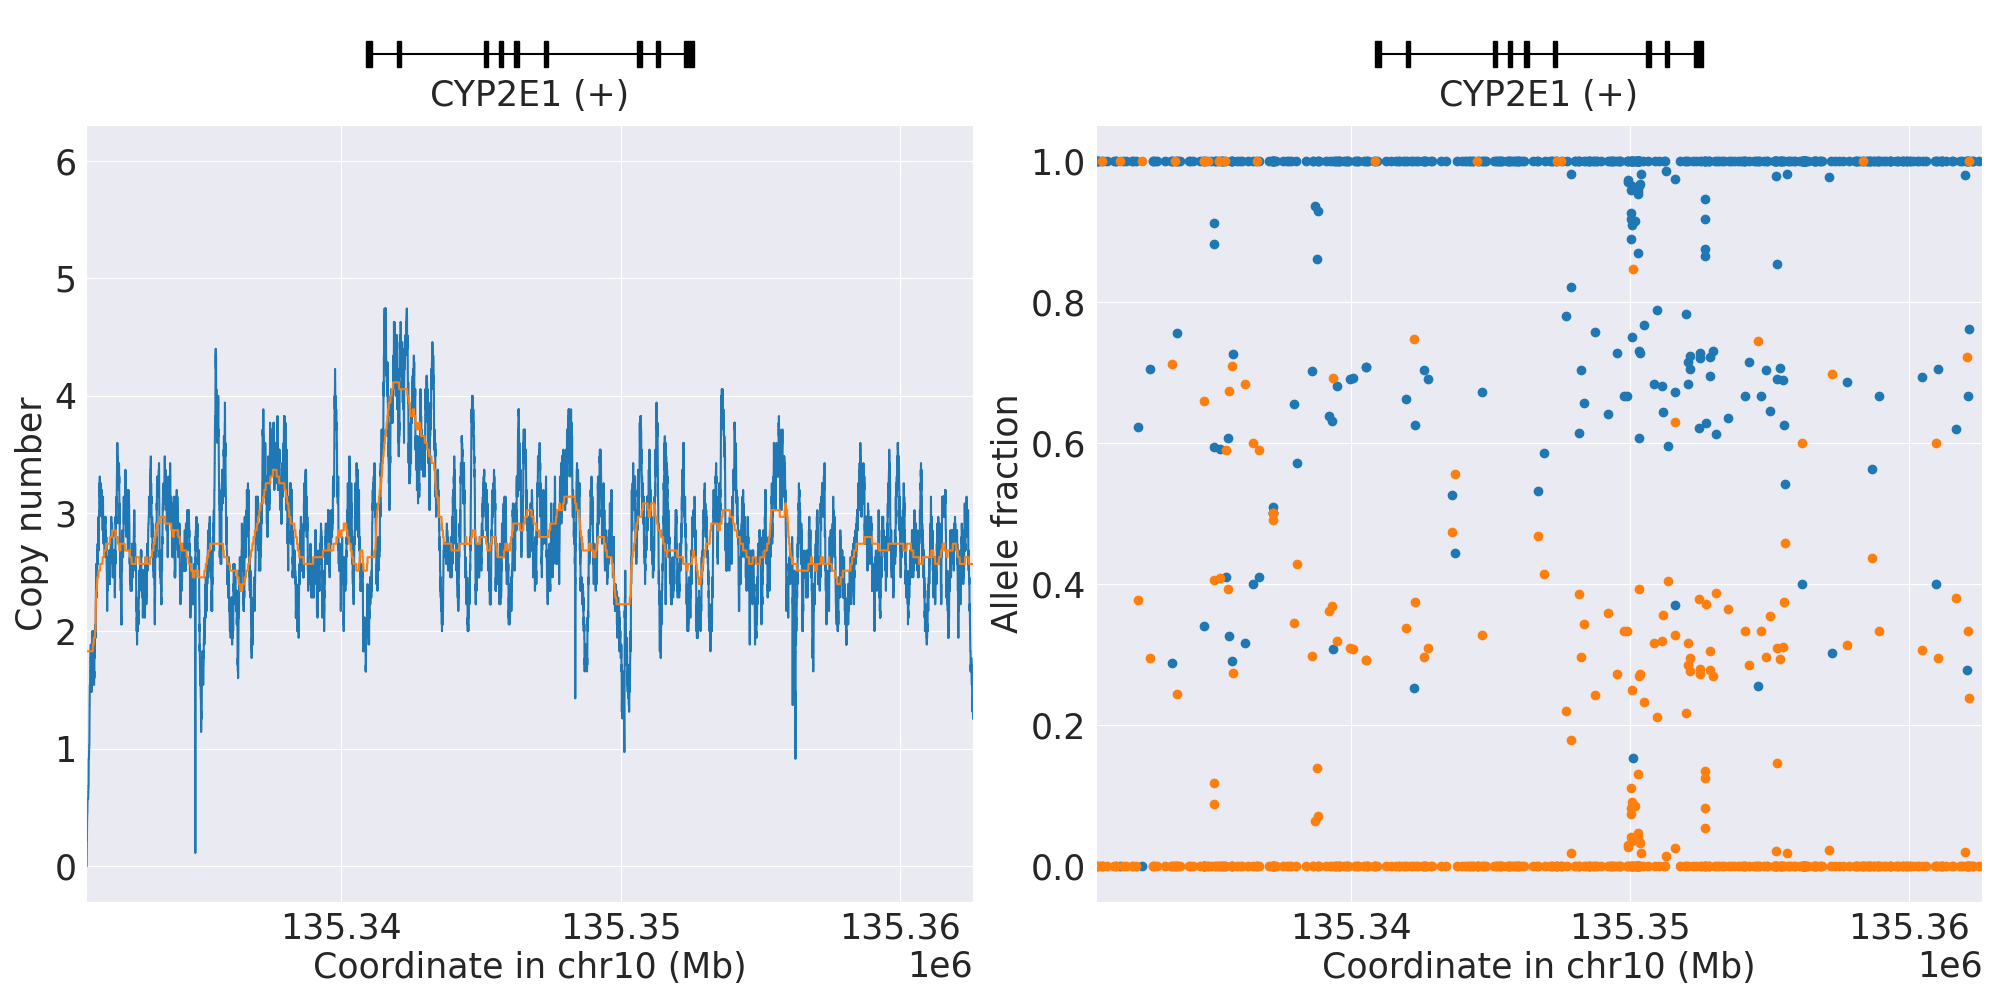 CYP2E1 (+)
Copy number
6
5
4
3
2
1
0
135.34 135.35 135.36
Coordinate in chr10 (Mb)
1e6
CYP2E1 (+)
Allele fraction
1.0
0.8
0.6
0.4
0.2
0.0
135.34 135.35 135.36
Coordinate in chr10 (Mb)
1e6